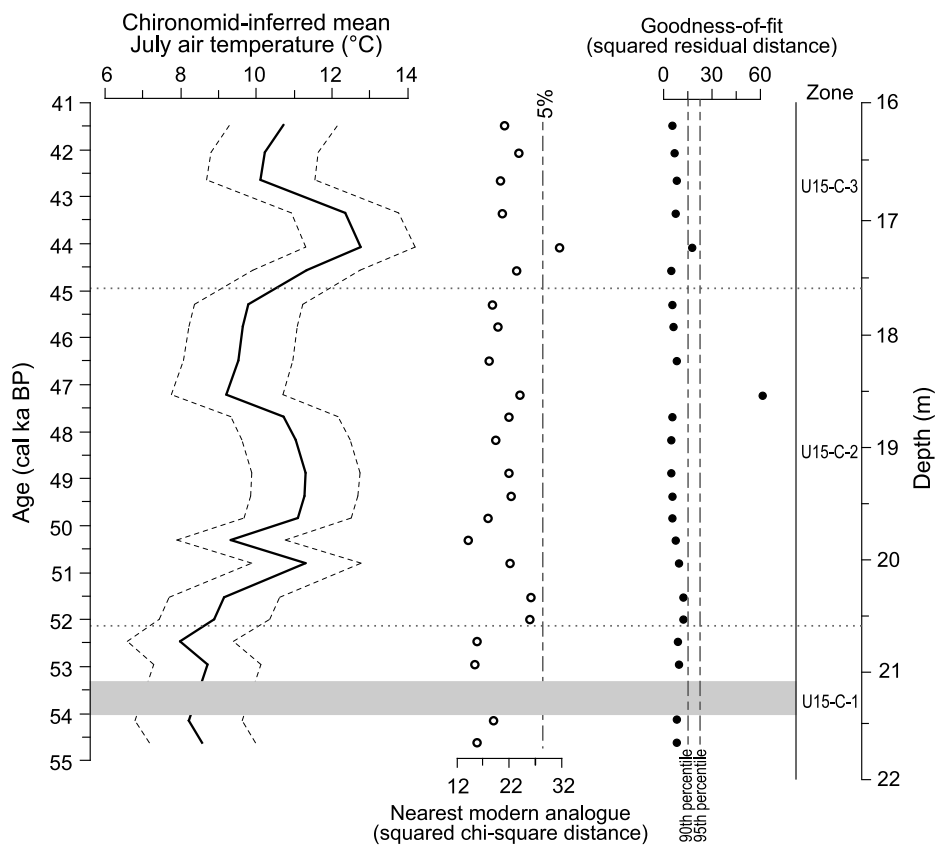 Chironomid-inferred mean
July air temperature (°C)
6 8 10 12 14
Goodness-of-fit
(squared residual distance)
0 30 60
Zone
Age (cal ka BP)
41
42
43
44
45
46
47
48
49
50
51
52
53
54
55
5%
12 22 32
Nearest modern analogue
(squared chi-square distance)
90th percentile
95th percentile
U15-C-3
U15-C-2
U15-C-1
16
17
18
19
20
21
22
Depth (m)